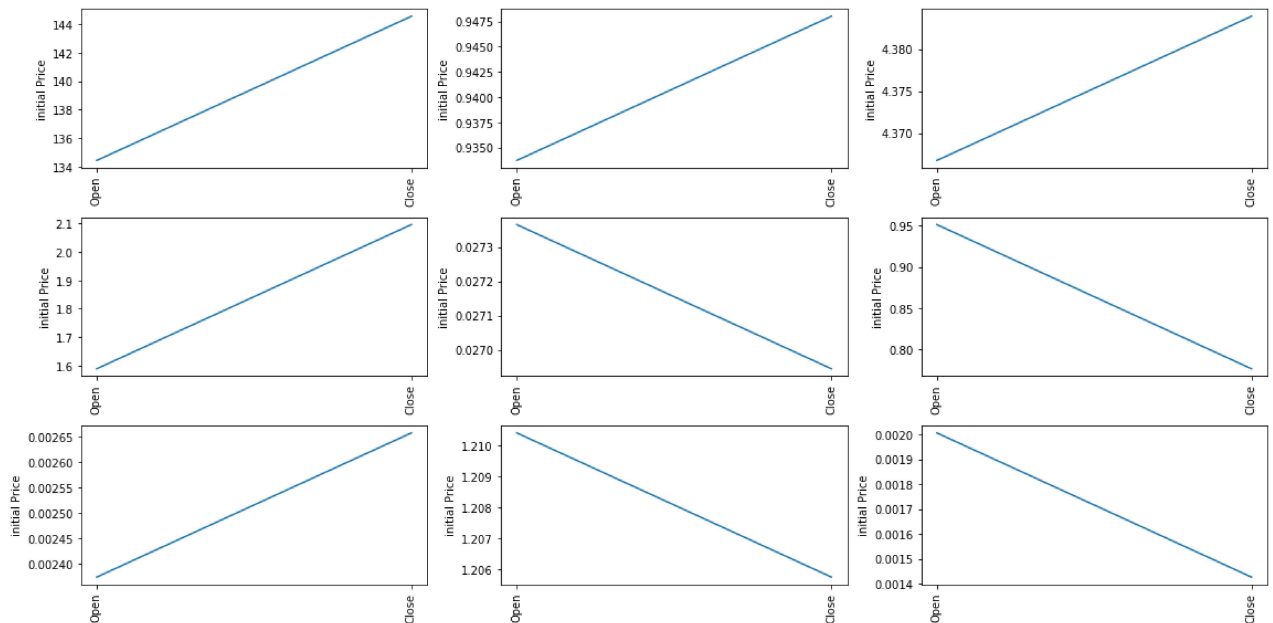 144
142
140
138
136
134
initial Price
Open
Close
0.9475
0.9450
0.9425
0.9400
0.9375
0.9350
initial Price
Open
Close
4.380
4.375
4.370
initial Price
Open
Close
2.1
2.0
1.9
1.8
1.7
1.6
initial Price
Open
Close
0.0273
0.0272
0.0271
0.0270
initial Price
Open
Close
0.95
0.90
0.85
0.80
initial Price
Open
Close
0.00265
0.00260
0.00255
0.00250
0.00245
0.00240
initial Price
Open
Close
1.210
1.209
1.208
1.207
1.206
initial Price
Open
Close
0.0020
0.0019
0.0018
0.0017
0.0016
0.0015
0.0014
initial Price
Open
Close